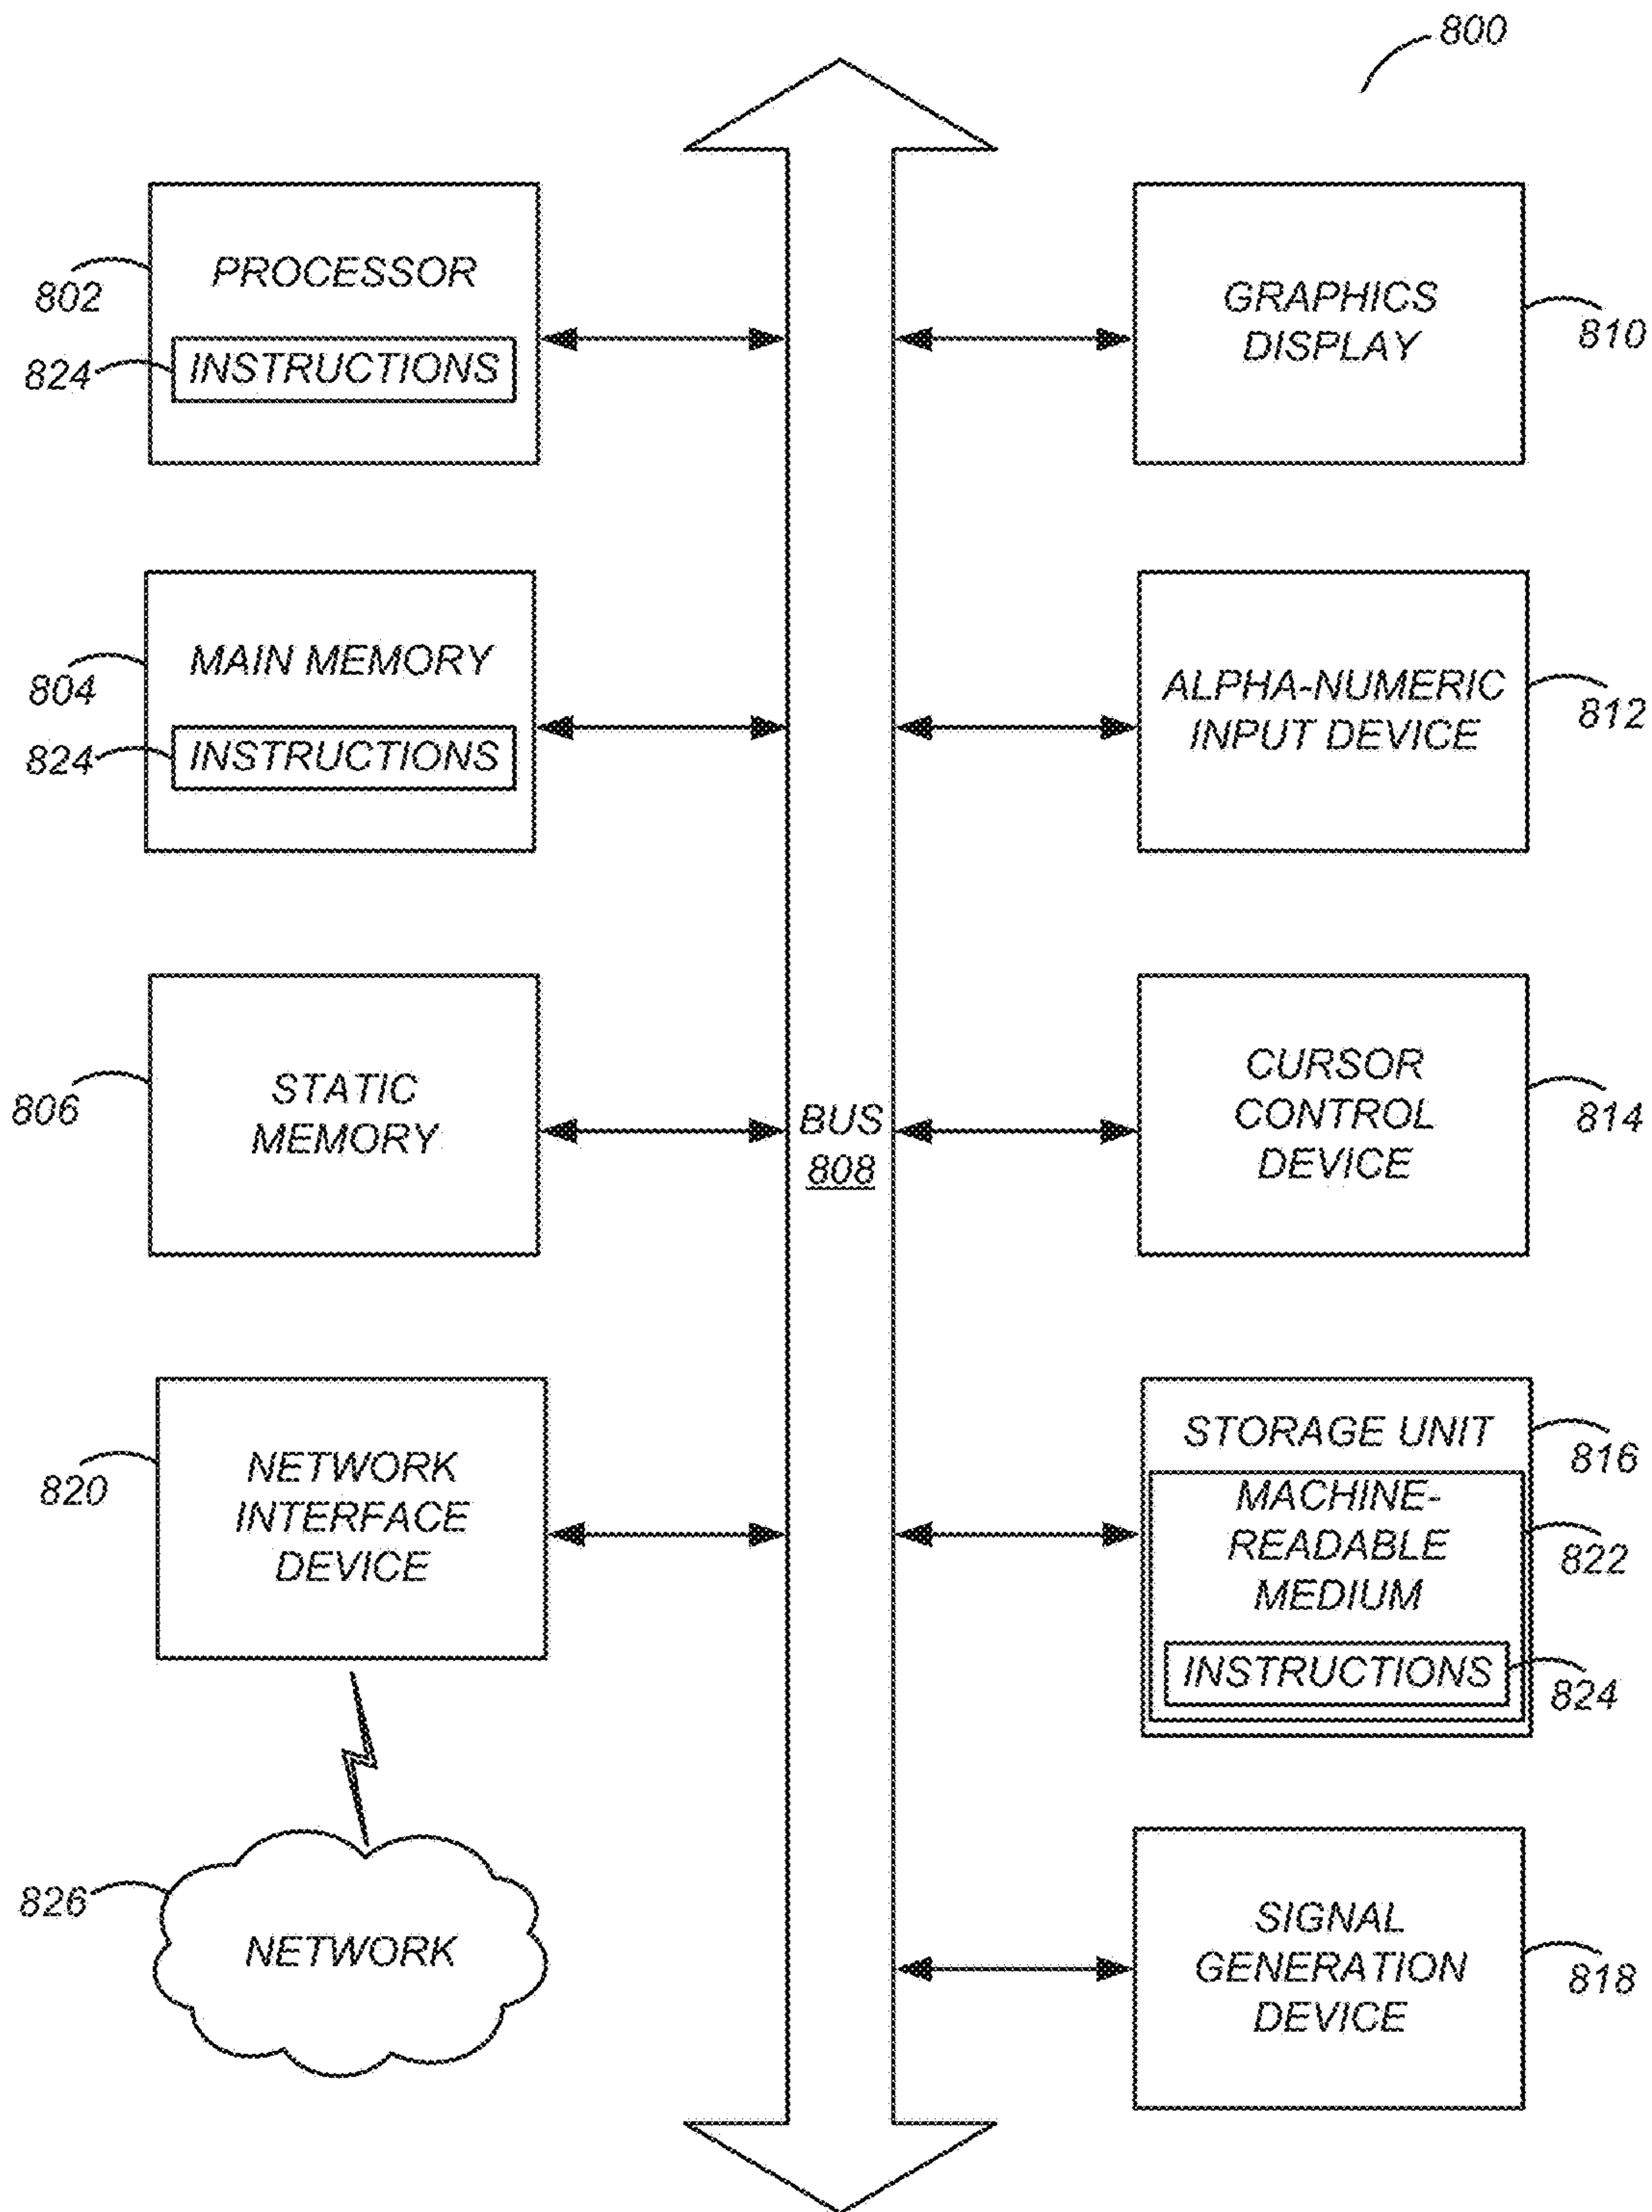 800
PROCESSOR
802
INSTRUCTIONS
824
GRAPHICS
DISPLAY
810
MAIN MEMORY
804
INSTRUCTIONS
824
ALPHA-NUMERIC
INPUT DEVICE
812
STATIC
MEMORY
806
BUS
808
CURSOR
CONTROL
DEVICE
814
NETWORK
INTERFACE
DEVICE
820
STORAGE UNIT
816
MACHINE-
READABLE
MEDIUM
822
INSTRUCTIONS
824
826
NETWORK
SIGNAL
GENERATION
DEVICE
818